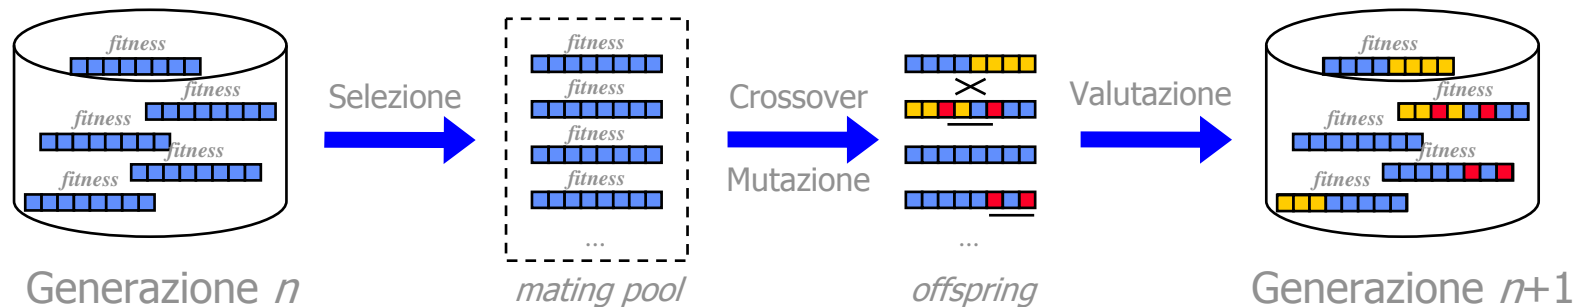 fitness
fitness
fitness
fitness
fitness
Generazione n
Selezione
fitness
fitness
fitness
fitness
...
mating pool
Crossover
Mutazione
...
offspring
Valutazione
fitness
fitness
fitness
fitness
fitness
Generazione n+1